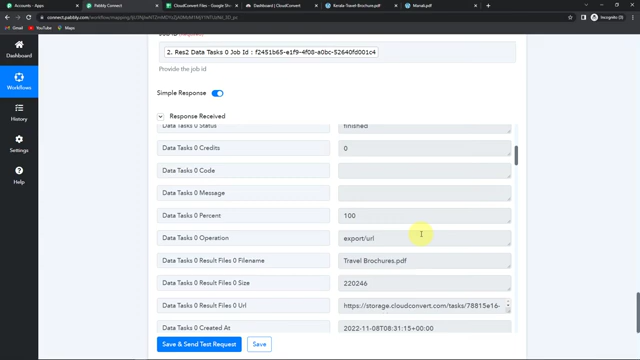 Accounts - Apps
Pabbly Connect
CloudConvert Files - Google Sh
Dashboard | CloudConvert
Kerala-Travel-Brochure.pdf
Manali.pdf
Incognito
Gmail
YouTube
Maps
2. Res2 Data Tasks 0 Job Id : f2451b65-e1f9-4f08-a0bc-52640fd001c4
Provide the job id
Dashboard
Workflows
History
Settings
Help
Simple Response
Response Received
Data Tasks 0 Status
finished
Data Tasks 0 Credits
0
Data Tasks 0 Code
Data Tasks 0 Message
Data Tasks 0 Percent
100
Data Tasks 0 Operation
export/url
Data Tasks 0 Result Files 0 Filename
Travel Brochures.pdf
Data Tasks 0 Result Files 0 Size
220246
Data Tasks 0 Result Files 0 Url
https://storage.cloudconvert.com/tasks/78815e16-
Data Tasks 0 Created At
2022-11-08T08:31:15+00:00
Save & Send Test Request
Save